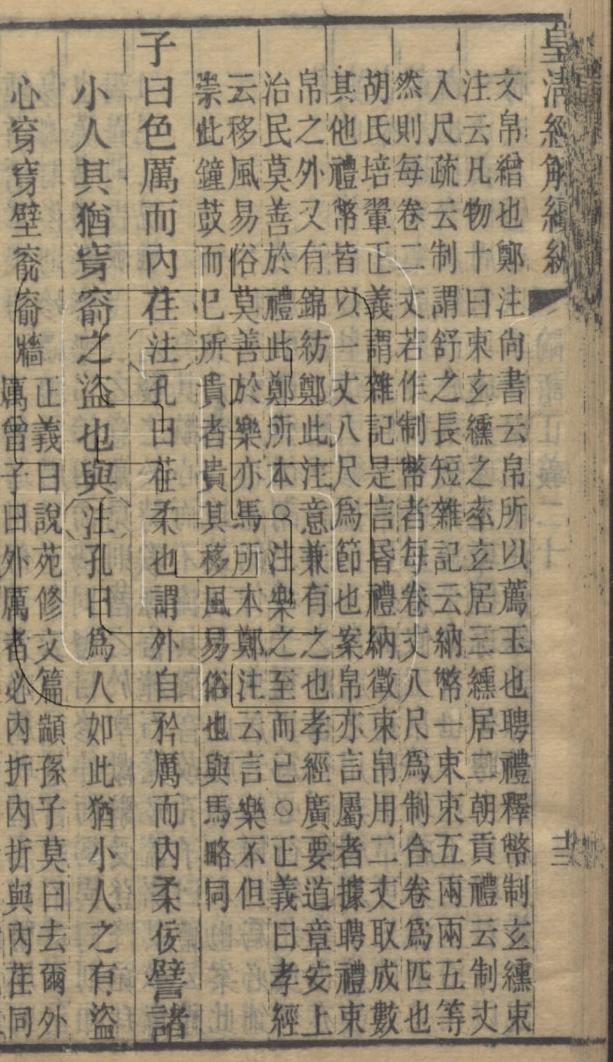 皇清經解續編
文帛繒也鄭注尚書云帛所以薦玉也聘禮釋幣制玄纁束
注云凡物十曰束玄纁之率玄居三纁居二朝貢禮云制丈
八尺疏云制謂舒之長短雜記云納幣一束束五兩兩五等
然則每卷二丈若作制幣者每卷丈八尺爲制合卷爲匹也
胡氏培翬正義謂雜記是言昏禮納徵束帛用二丈取成數
其他禮幣皆以一丈八尺爲節也案帛亦言屬者據聘禮束
帛之外又有錦紡鄭此注意兼有之也孝經廣要道章安上
治民莫善於禮此鄭所本○注樂之至而已○正義曰孝經
云移風易俗莫善於樂亦馬所本鄭注云言樂不但
崇此鐘鼓而已所貴者貴其移風易俗也與馬略同
子曰色厲而內荏注孔曰荏柔也謂外自矜厲而內柔佞譬諸
小人其猶穿窬之盜也與注孔曰爲人如此猶小人之有盜
心穿穿壁窬窬牆正義曰說苑修文篇顓孫子莫曰去爾外
厲曾子曰外厲者必內折內折與內荏同
十三